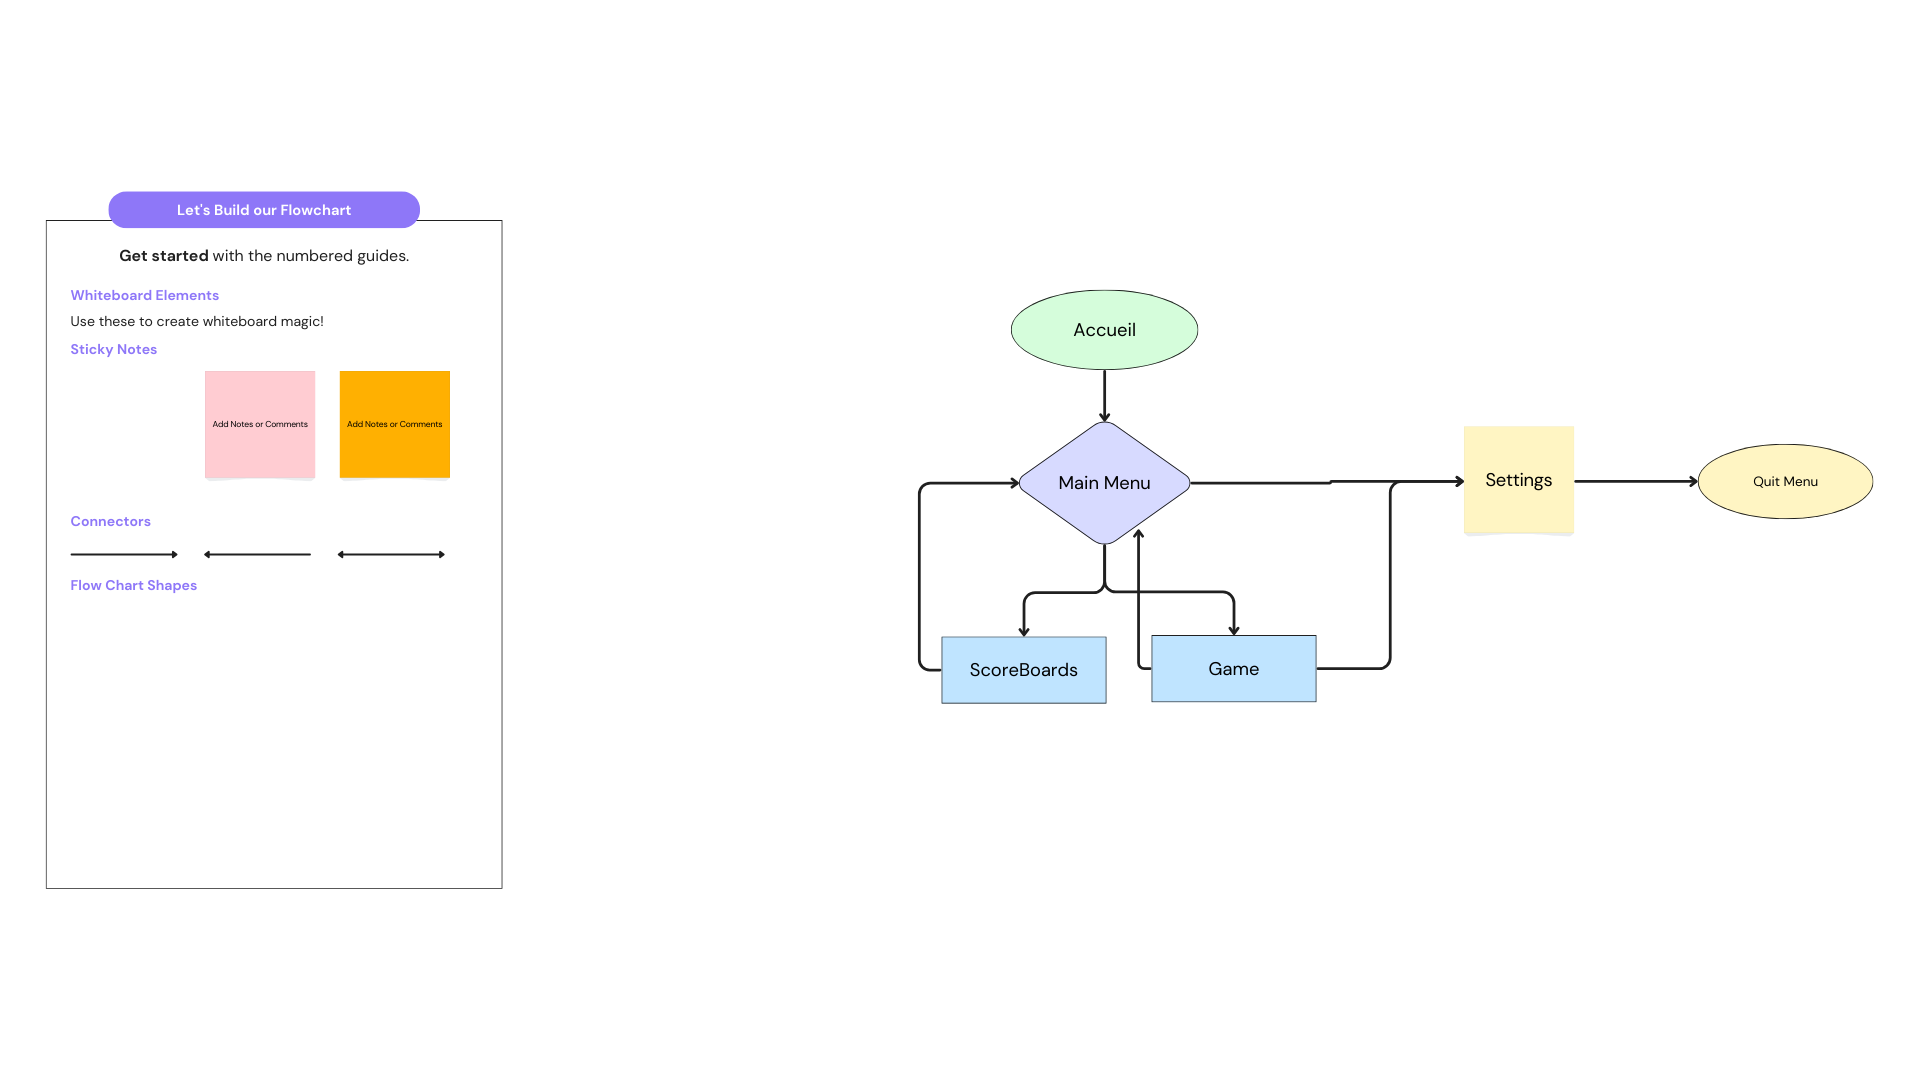 Let's Build our Flowchart
Get started with the numbered guides.
Whiteboard Elements
Use these to create whiteboard magic!
Sticky Notes
Add Notes or Comments
Add Notes or Comments
Connectors
Flow Chart Shapes
Accueil
Main Menu
Settings
Quit Menu
ScoreBoards
Game